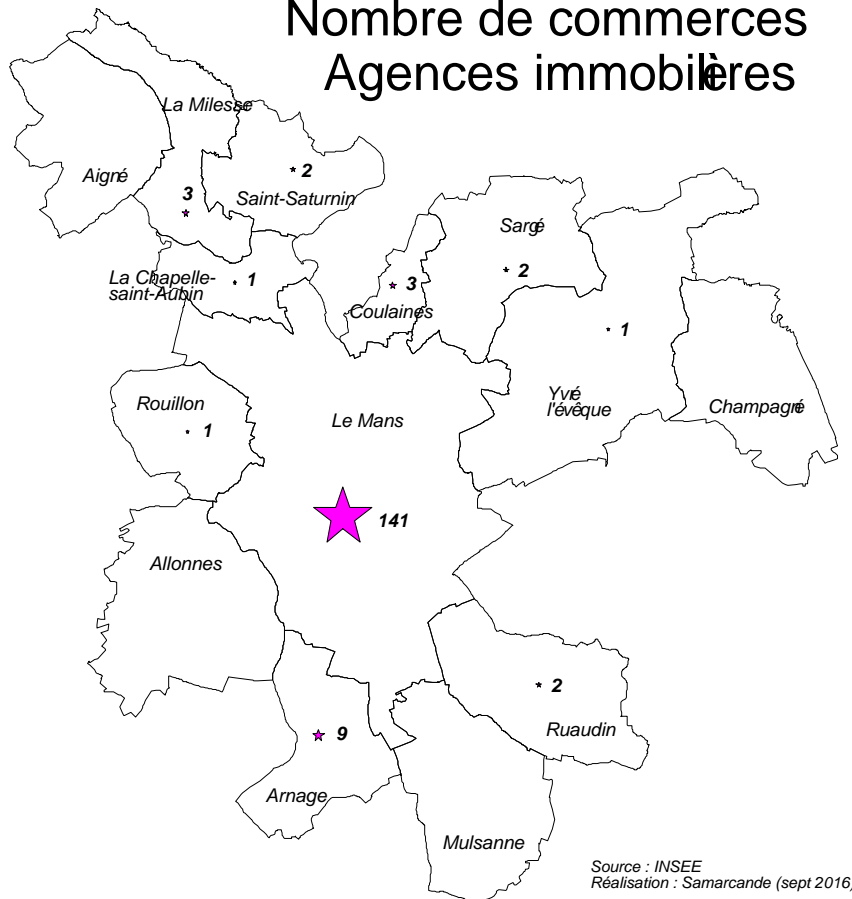 Nombre de commerces
Agences immobilières
La Milesse
Aigné
2
Saint-Saturnin
3
Sargé
2
La Chapelle-
saint-Aubin
1
3
Coulaines
1
Yvré
l'évêque
Champagné
Rouillon
1
Le Mans
141
Allonnes
2
Ruaudin
9
Arnage
Mulsanne
Source : INSEE
Réalisation : Samarcande (sept 2016)